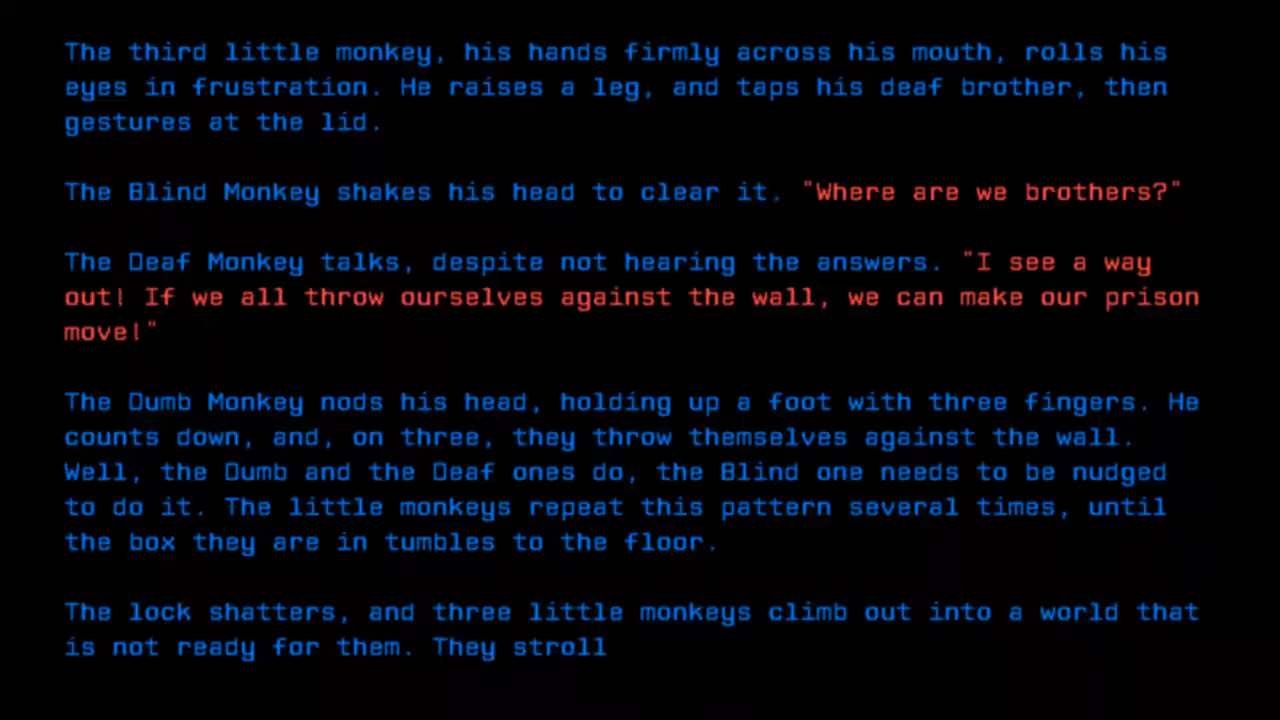 The third little monkey, his hands firmly across his mouth, rolls his
eyes in frustration. He raises a leg, and taps his deaf brother, then
gestures at the lid.
The Blind Monkey shakes his head to clear it. "Where are we brothers?"
The Deaf Monkey talks, despite not hearing the answers. "I see a way
out! If we all throw ourselves against the wall, we can make our prison
move!"
The Dumb Monkey nods his head, holding up a foot with three fingers. He
counts down, and, on three, they throw themselves against the wall.
Well, the Dumb and the Deaf ones do, the Blind one needs to be nudged
to do it. The little monkeys repeat this pattern several times, until
the box they are in tumbles to the floor.
The lock shatters, and three little monkeys climb out into a world that
is not ready for them. They stroll